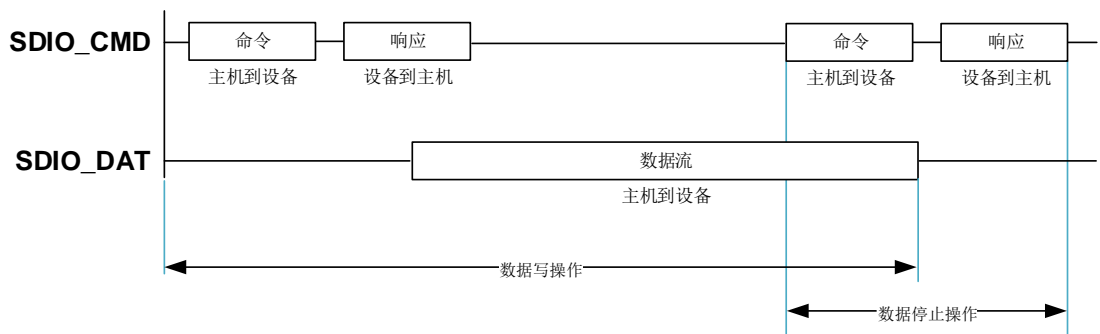 SDIO_CMD
命令
响应
命令
响应
主机到设备
设备到主机
主机到设备
设备到主机
SDIO_DAT
数据流
主机到设备
数据写操作
数据停止操作